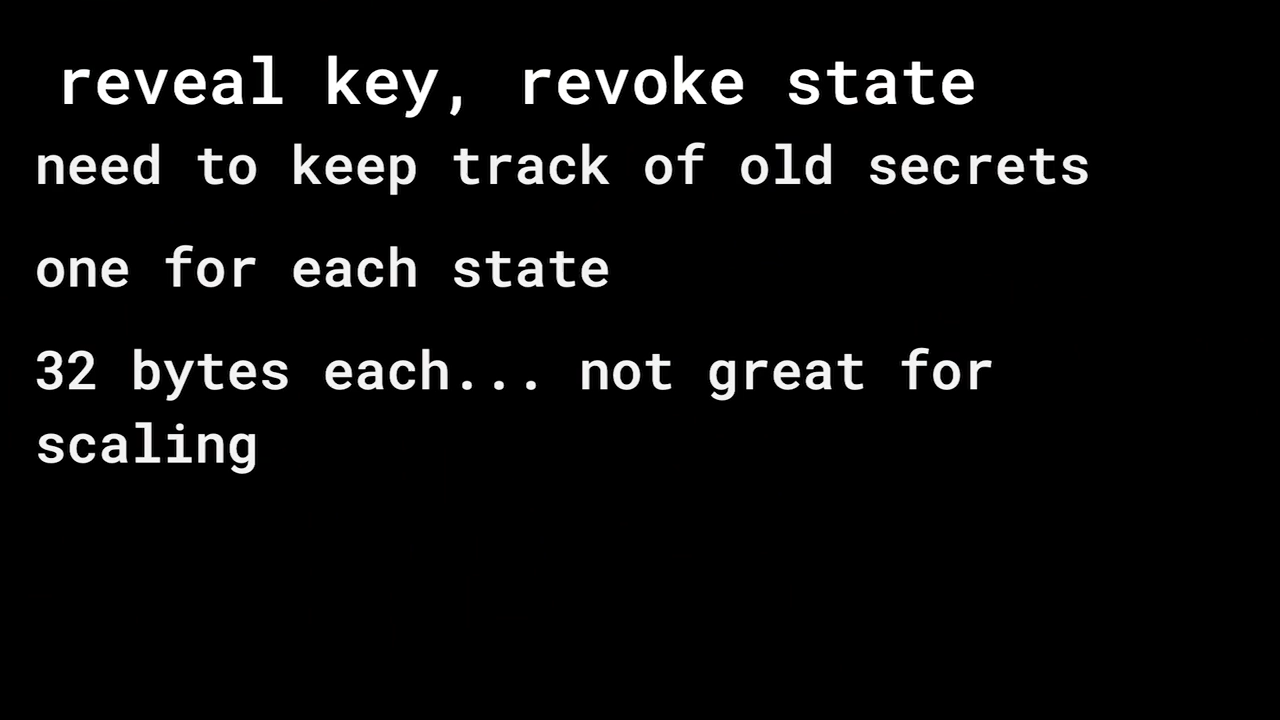 reveal key, revoke state
need to keep track of old secrets
one for each state
32 bytes each... not great for
scaling